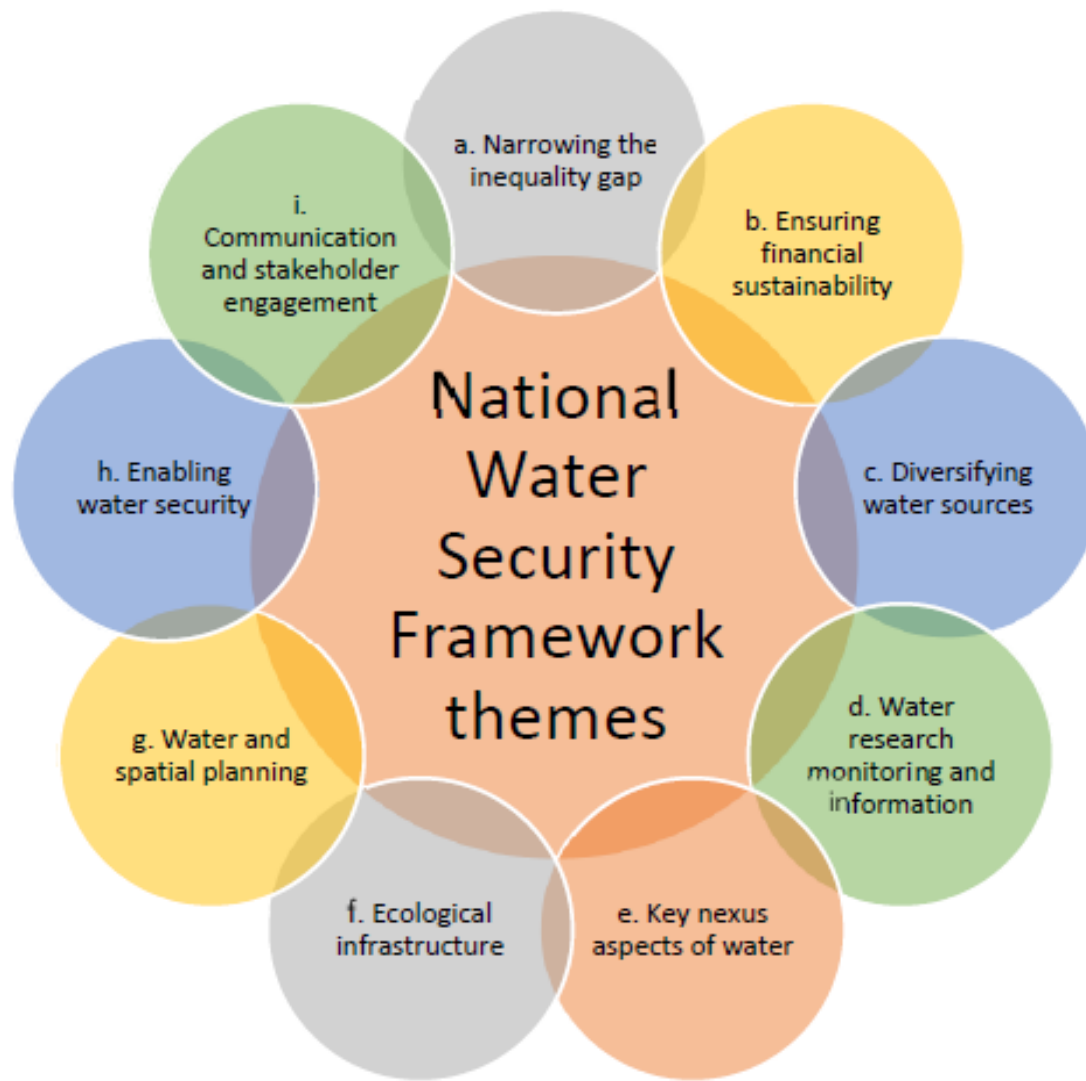 a. Narrowing the
inequality gap
b. Ensuring
financial
sustainability
c. Diversifying
water sources
d. Water
research
monitoring and
information
e. Key nexus
aspects of water
f. Ecological
infrastructure
g. Water and
spatial planning
h. Enabling
water security
i.
Communication
and stakeholder
engagement
National
Water
Security
Framework
themes